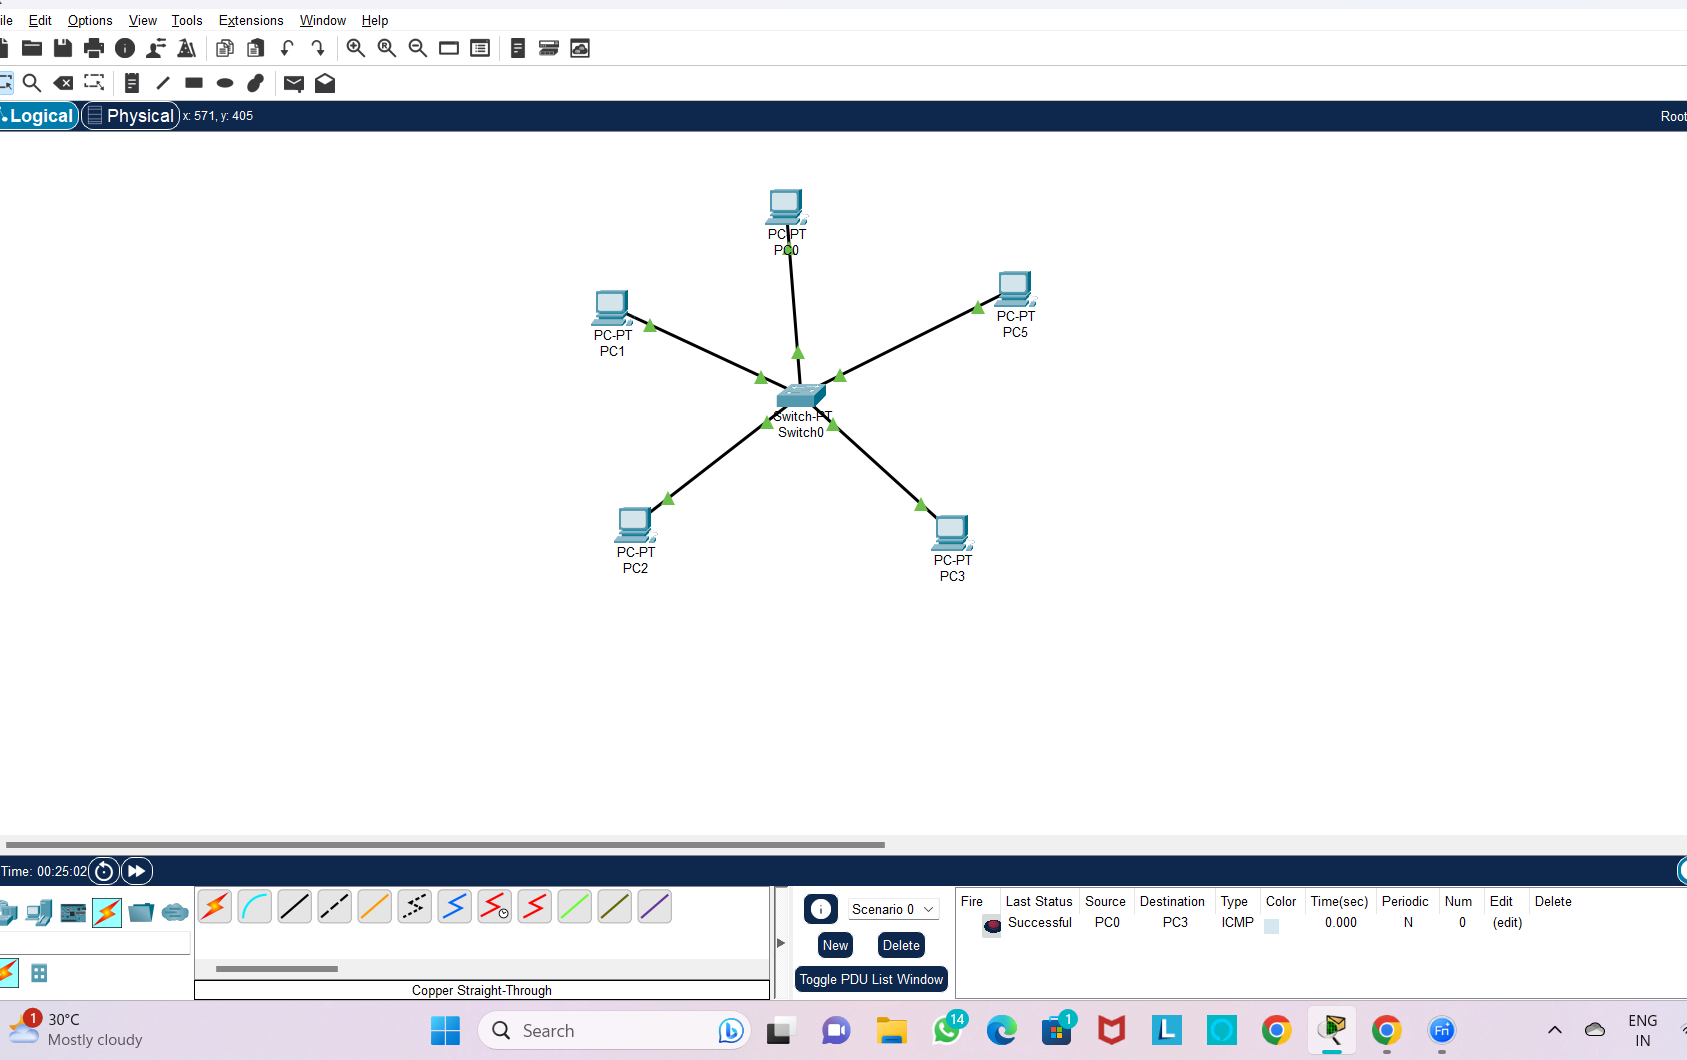 ile Edit Options View Tools Extensions Window Help
Logical Physical x: 571, y: 405 Root
PC-PT
PC0
PC-PT
PC5
PC-PT
PC1
Switch-PT
Switch0
PC-PT
PC2
PC-PT
PC3
Time: 00:25:02
Scenario 0
New Delete
Toggle PDU List Window
Fire Last Status Source Destination Type Color Time(sec) Periodic Num Edit Delete
Successful PC0 PC3 ICMP 0.000 N 0 (edit)
Copper Straight-Through
1
30°C
Mostly cloudy
Search
14
1
L
Fri
ENG
IN